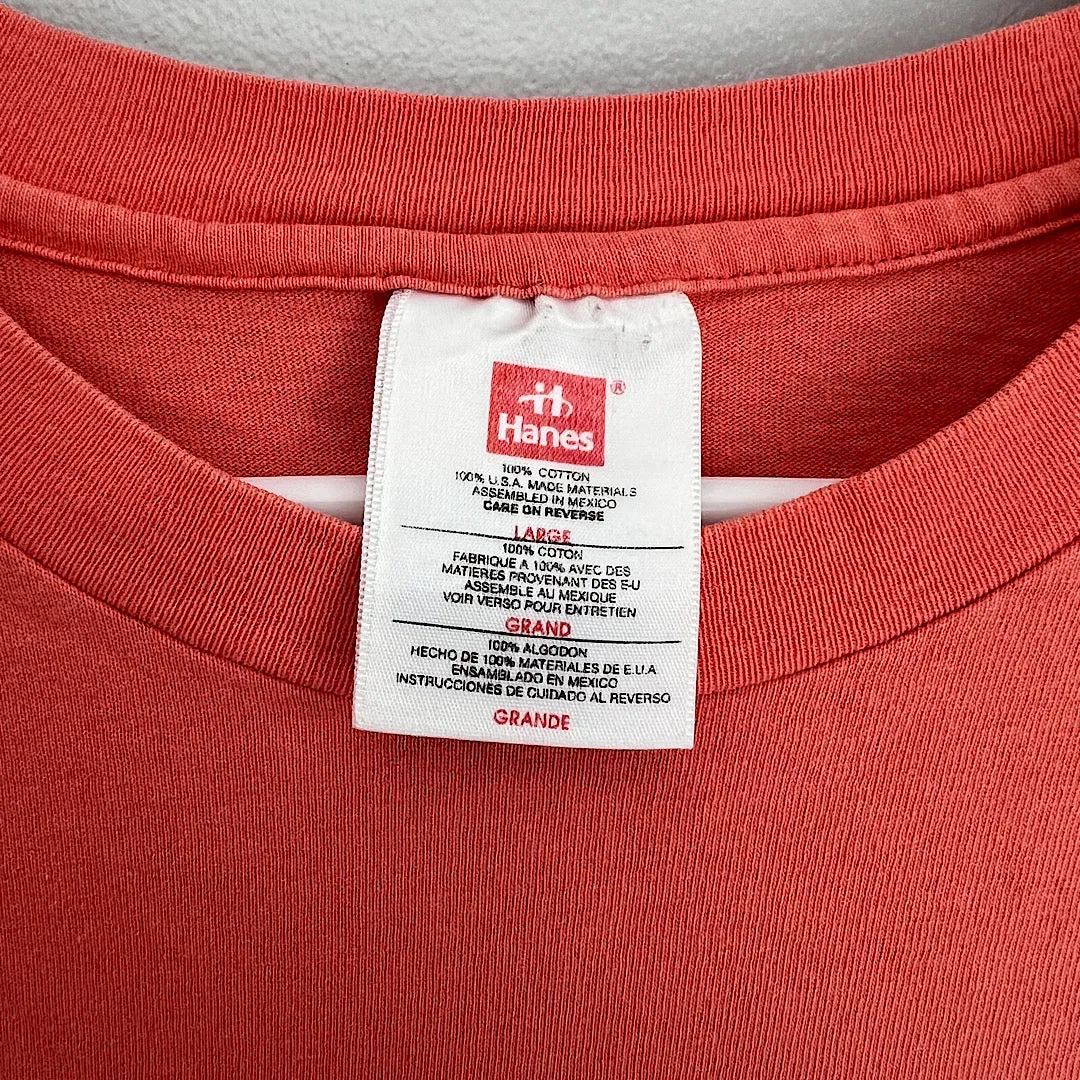 Hanes ®
100% COTTON
100% U.S.A. MADE MATERIALS
ASSEMBLED IN MEXICO
CARE ON REVERSE
LARGE
100% COTON
FABRIQUE A 100% AVEC DES
MATIERES PROVENANT DES E-U
ASSEMBLE AU MEXIQUE
VOIR VERSO POUR ENTRETIEN
GRAND
100% ALGODON
HECHO DE 100% MATERIALES DE E.U.A.
ENSAMBLADO EN MEXICO
INSTRUCCIONES DE CUIDADO AL REVERSO
GRANDE